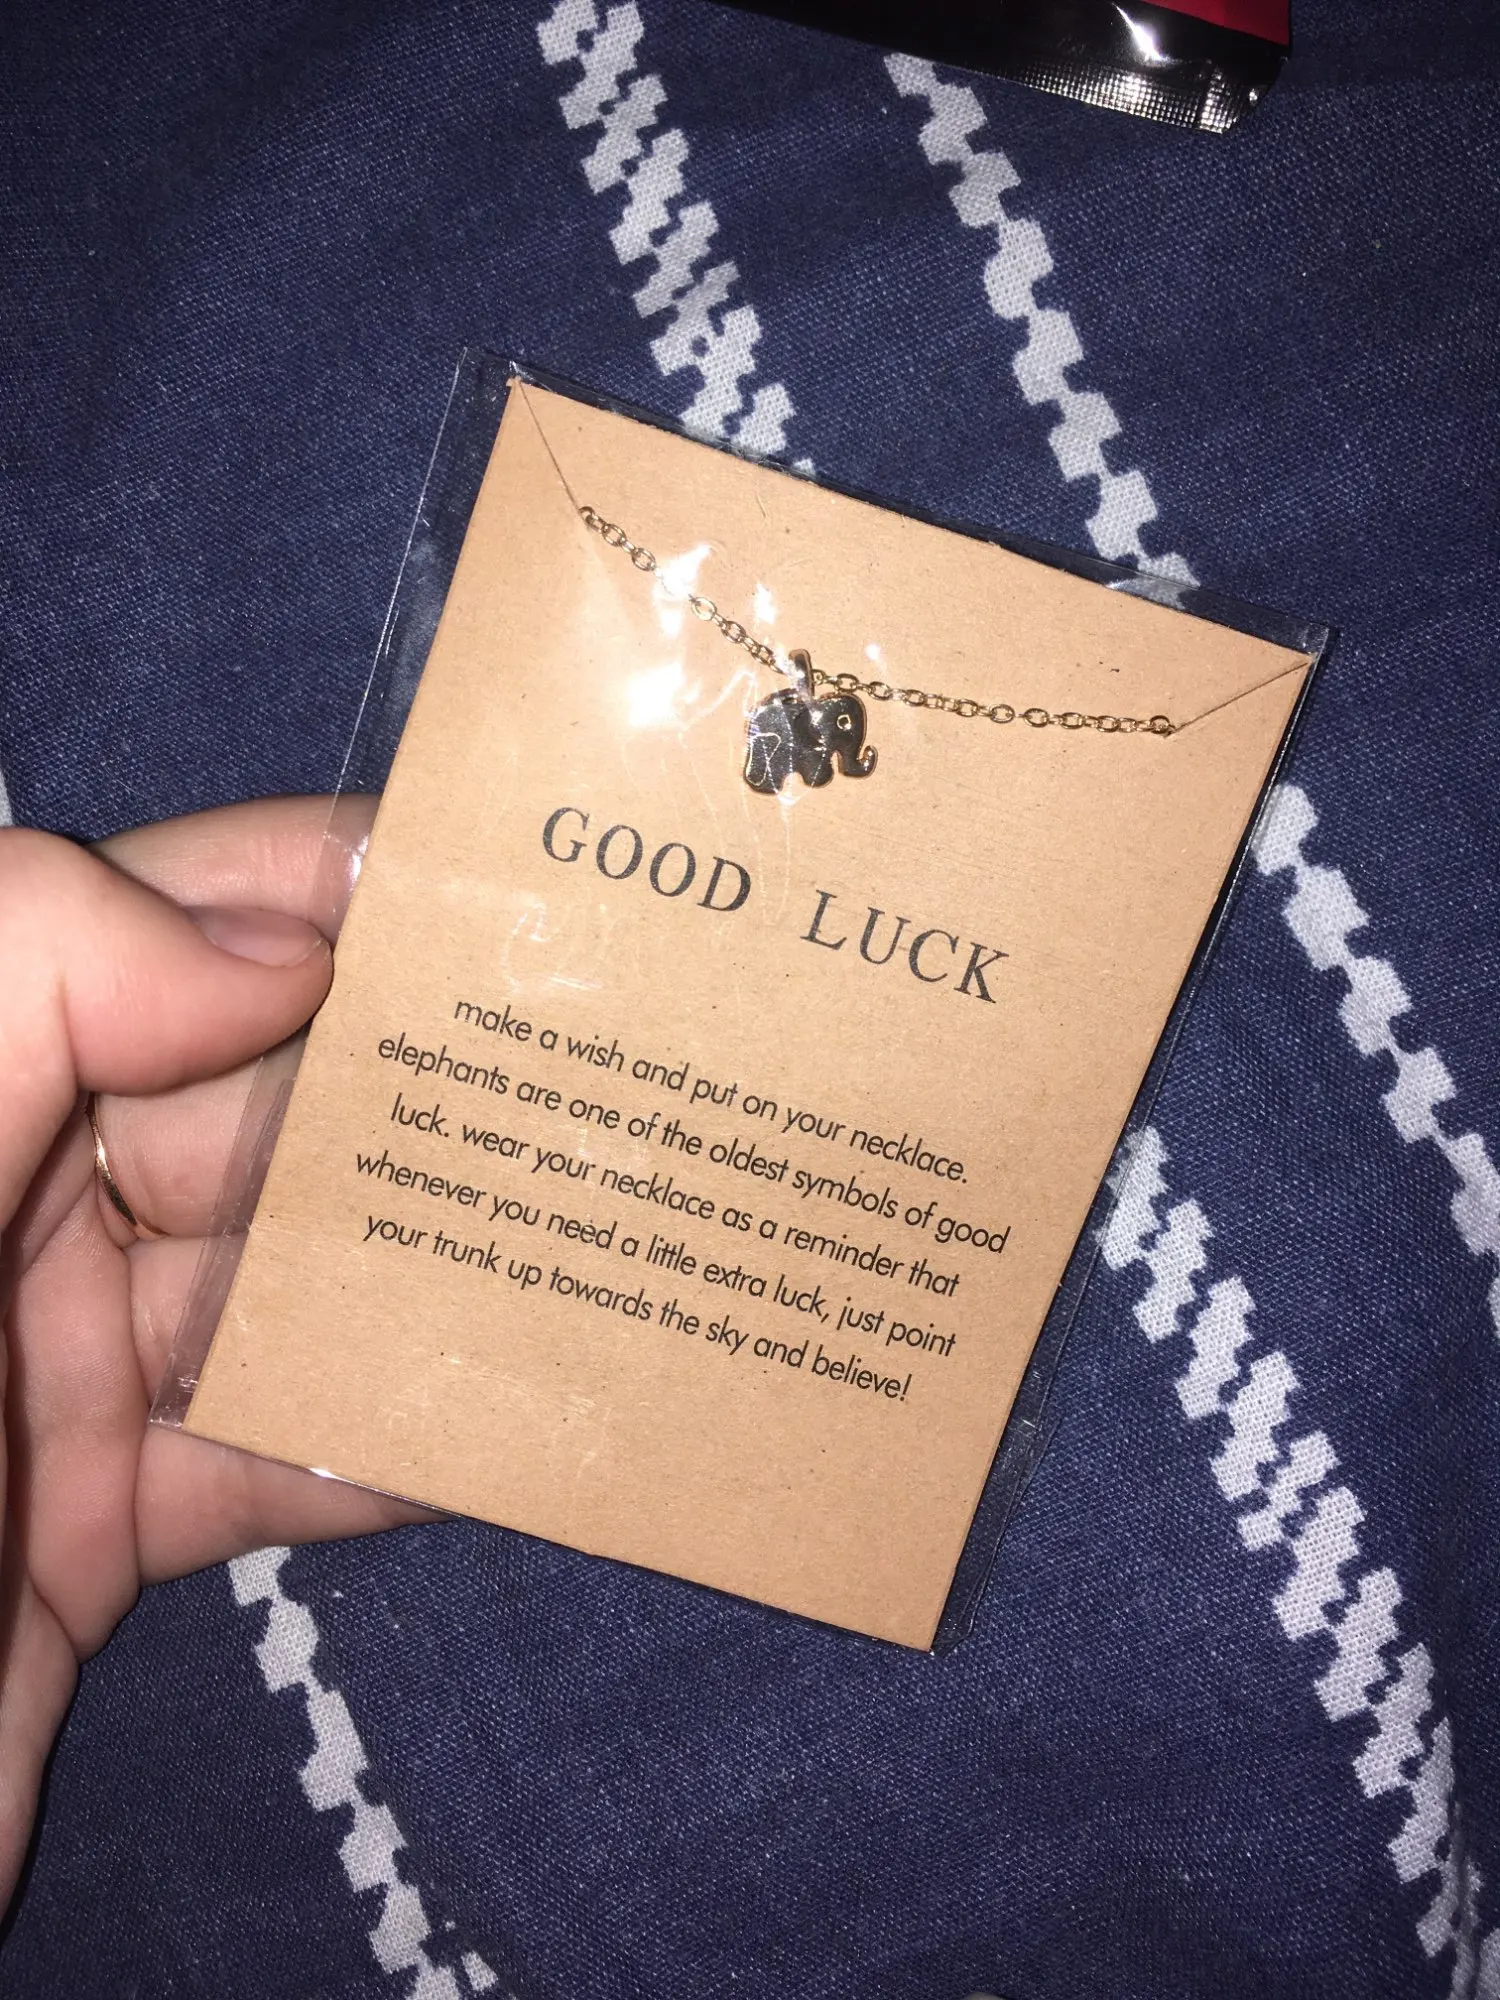 GOOD LUCK
make a wish and put on your necklace.
elephants are one of the oldest symbols of good
luck. wear your necklace as a reminder that
whenever you need a little extra luck, just point
your trunk up towards the sky and believe!